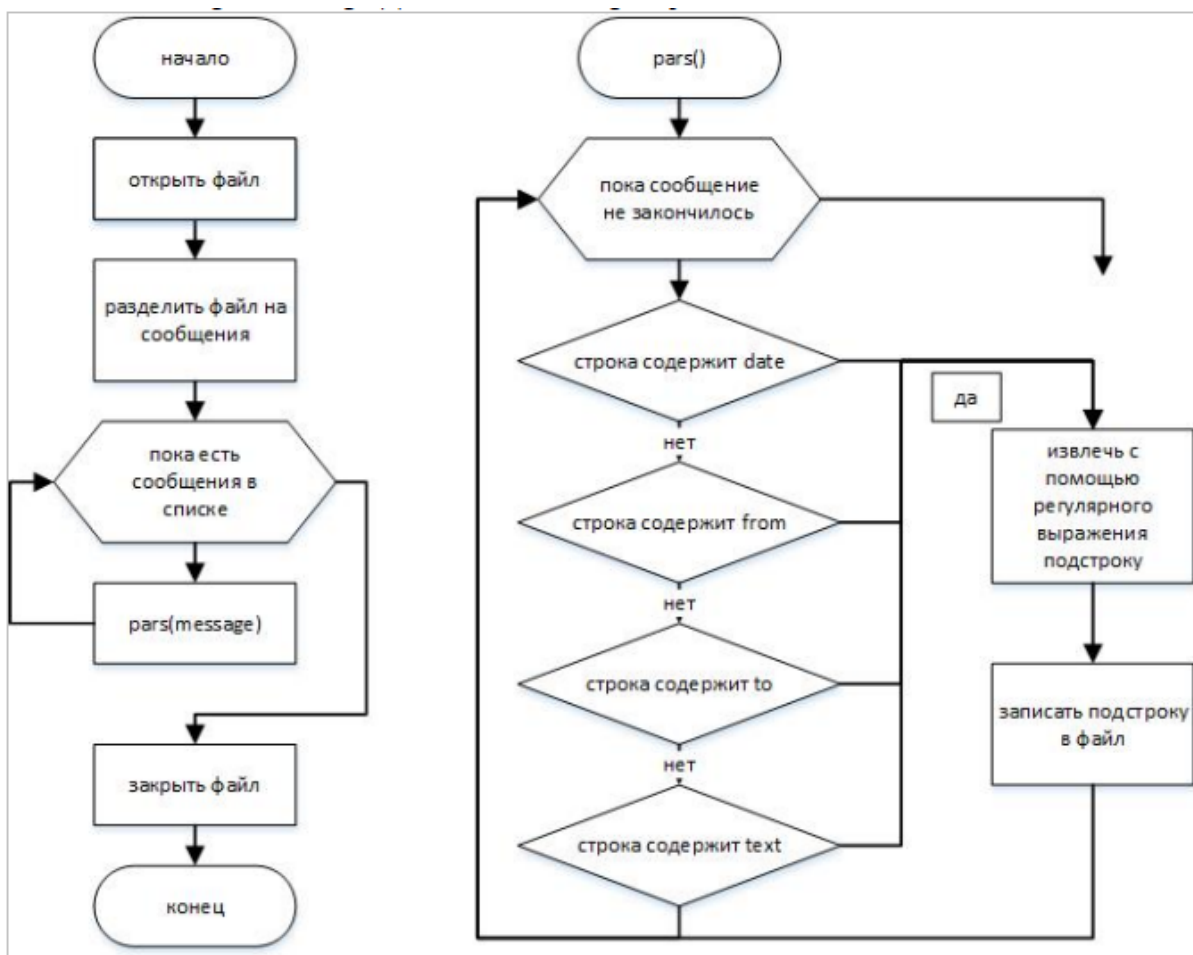 начало
открыть файл
разделить файл на
сообщения
пока есть
сообщения в
списке
pars(message)
закрыть файл
конец
pars()
пока сообщение
не закончилось
строка содержит date
да
нет
строка содержит from
нет
строка содержит to
нет
строка содержит text
извлечь с
помощью
регулярного
выражения
подстроку
записать подстроку
в файл